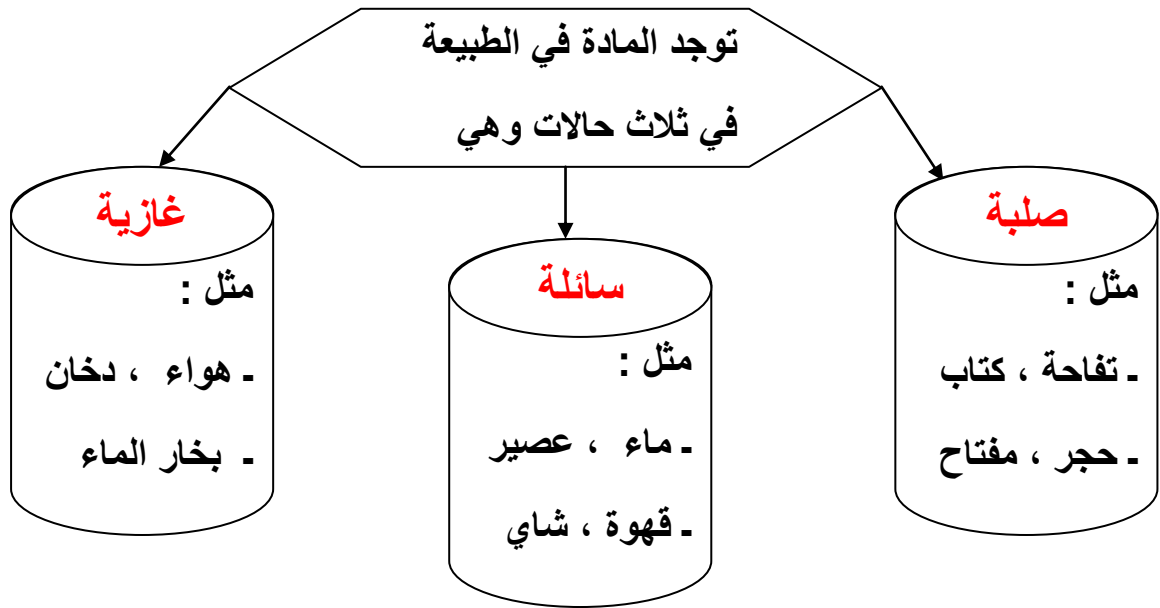 توجد المادة في الطبيعة
في ثلاث حالات وهي
صلبة
مثل :
ـ تفاحة ، كتاب
ـ حجر ، مفتاح
سائلة
مثل :
ـ ماء ، عصير
ـ قهوة ، شاي
غازية
مثل :
ـ هواء ، دخان
ـ بخار الماء